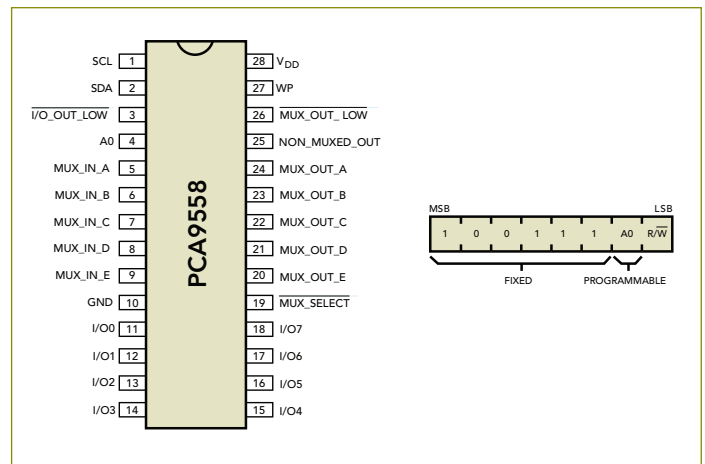 SCL 1 28 VDD
SDA 2 27 WP
I/O_OUT_LOW 3 26 MUX_OUT_ LOW
A0 4 25 NON_MUXED_OUT
MUX_IN_A 5 24 MUX_OUT_A
MUX_IN_B 6 23 MUX_OUT_B
MUX_IN_C 7 22 MUX_OUT_C
MUX_IN_D 8 21 MUX_OUT_D
MUX_IN_E 9 20 MUX_OUT_E
GND 10 19 MUX_SELECT
I/O0 11 18 I/O7
I/O1 12 17 I/O6
I/O2 13 16 I/O5
I/O3 14 15 I/O4
PCA9558
MSB LSB
1 0 0 1 1 1 A0 R/W
FIXED PROGRAMMABLE